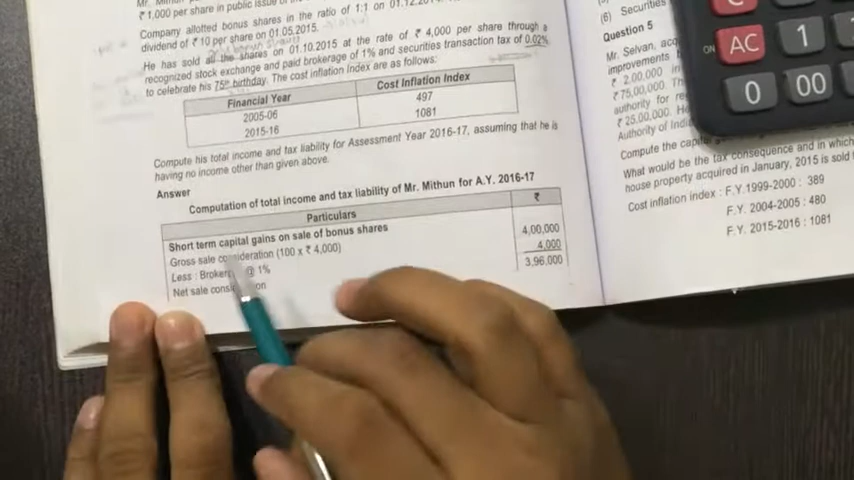 ₹ 1,000 per share in public issue of
Company allotted bonus shares in the ratio of 1:1 on 01.12.
dividend of ₹ 10 per share on 01.05.2015.
He has sold all the shares on 01.10.2015 at the rate of ₹ 4,000 per share through a
recognized stock exchange and paid brokerage of 1% and securities transaction tax of 0.02%
to celebrate his 75th birthday. The cost inflation Index are as follows:
Financial Year Cost Inflation Index
2005-06 497
2015-16 1081
Compute his total income and tax liability for Assessment Year 2016-17, assuming that he is
having no income other than given above.
Answer
Computation of total income and tax liability of Mr. Mithun for A.Y. 2016-17
Particulars ₹
Short term capital gains on sale of bonus shares
Gross sale consideration (100 x ₹ 4,000) 4,00,000
Less : @ 1% 4,000
Net sale 3,96,000
(6) Securities
Question 5
Mr. Selvan, acq
improvements
₹ 2,00,000 in
₹ 75,00,000. Th
authority for
₹ 25,00,000. He
Authority of India
Compute the capital
What would be the tax consequence and in which
house property acquired in January, 2015 is sold
Cost inflation index : F.Y.1999-2000 : 389
F.Y. 2004-2005 : 480
F.Y. 2015-2016 : 1081
ON AC 1
0 00